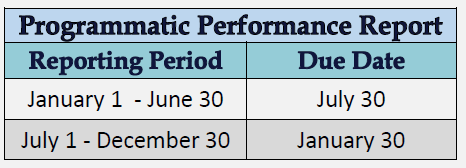 Programmatic Performance Report
Reporting Period Due Date
January 1 - June 30 July 30
July 1 - December 30 January 30